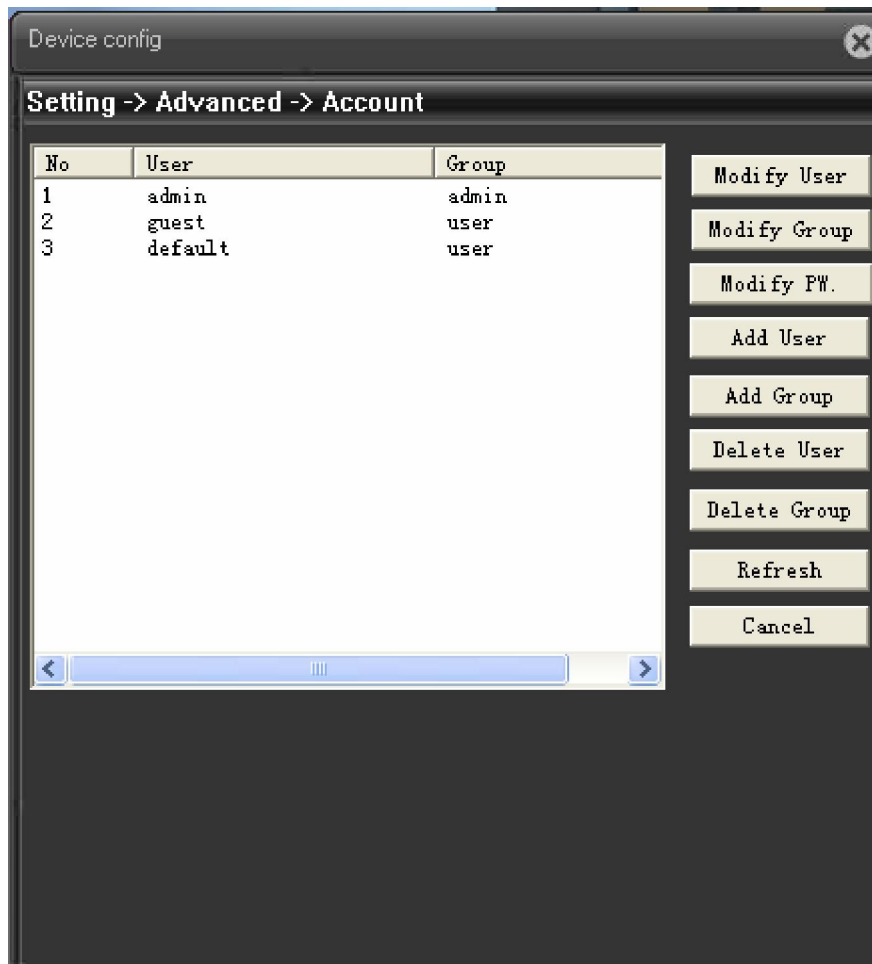 Device config
Setting -> Advanced -> Account
No User Group
1 admin admin
2 guest user
3 default user
Modify User
Modify Group
Modify PW.
Add User
Add Group
Delete User
Delete Group
Refresh
Cancel